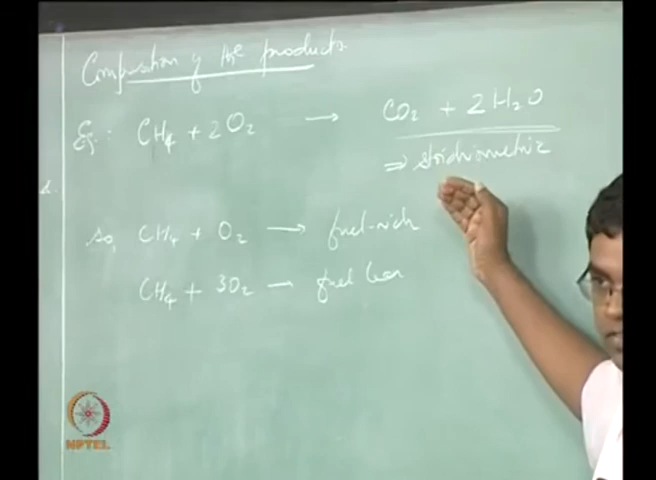 Composition of the products
Eg: CH4 + 2O2 → CO2 + 2H2O
⇒ stoichiometric
so, CH4 + O2 → fuel-rich
CH4 + 3O2 — fuel lean
NPTEL